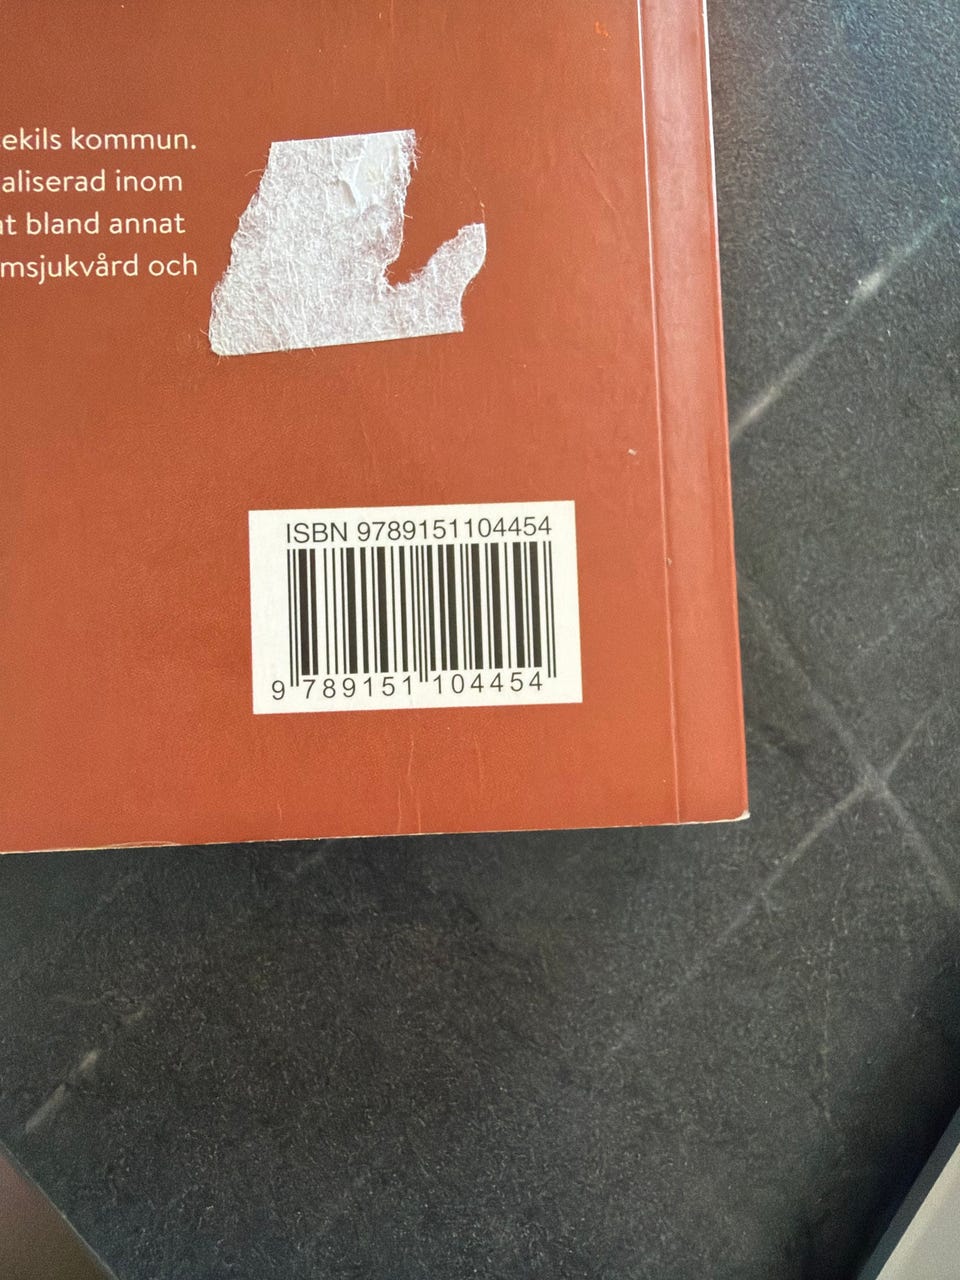 ekils kommun.
aliserad inom
at bland annat
msjukvård och
ISBN 9789151104454
9 789151 104454